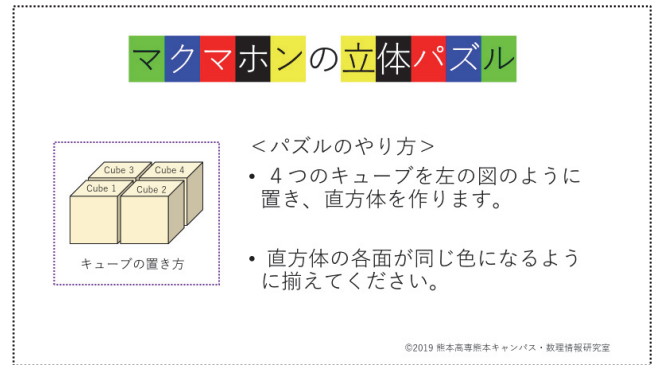 マクマホンの立体パズル
Cube 3
Cube 4
Cube 1
Cube 2
キューブの置き方
＜パズルのやり方＞
• ４つのキューブを左の図のように
置き、直方体を作ります。
• 直方体の各面が同じ色になるよう
に揃えてください。
©2019 熊本高専熊本キャンパス・数理情報研究室